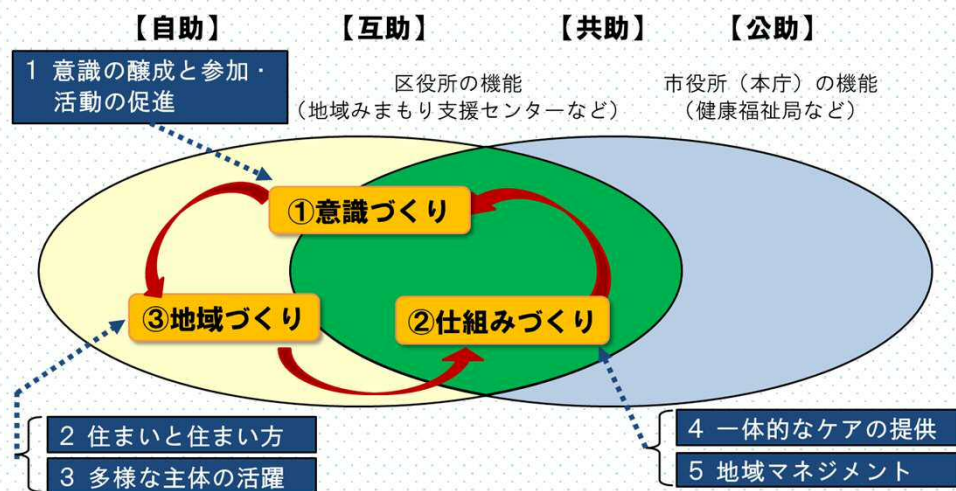 【自助】
【互助】
【共助】
【公助】
1 意識の醸成と参加・
活動の促進
区役所の機能
（地域みまもり支援センターなど）
市役所（本庁）の機能
（健康福祉局など）
①意識づくり
③地域づくり
②仕組みづくり
2 住まいと住まい方
3 多様な主体の活躍
4 一体的なケアの提供
5 地域マネジメント